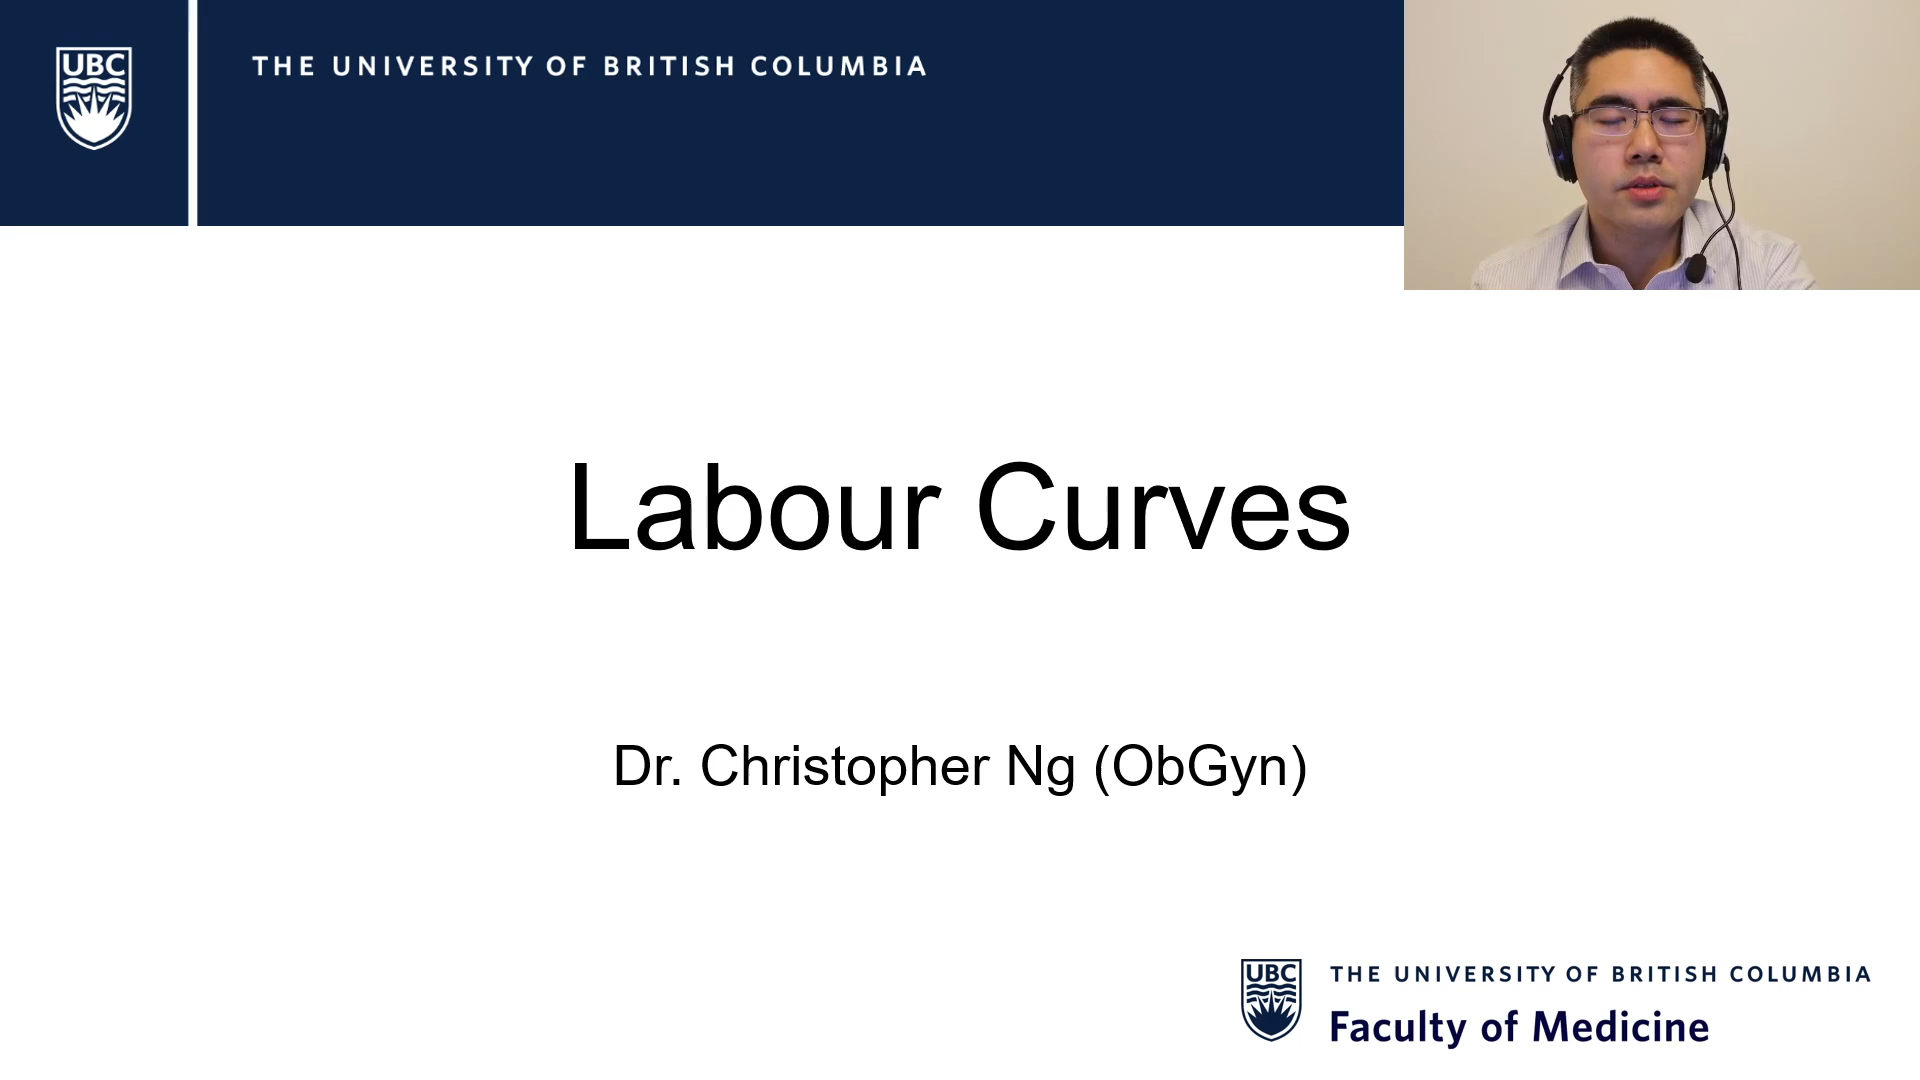 UBC
THE UNIVERSITY OF BRITISH COLUMBIA
Labour Curves
Dr. Christopher Ng (ObGyn)
UBC
THE UNIVERSITY OF BRITISH COLUMBIA
Faculty of Medicine